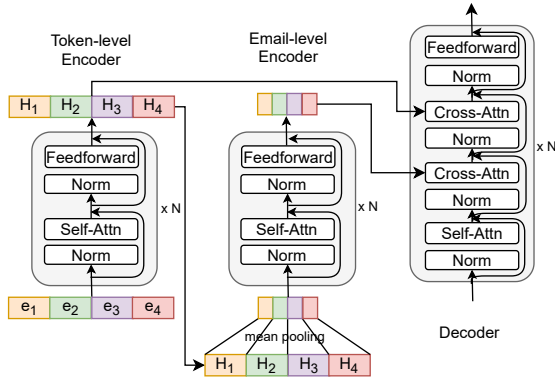 Token-level
Encoder
H1 H2 H3 H4
Feedforward
Norm
Self-Attn
Norm
x N
e1 e2 e3 e4
Email-level
Encoder
Feedforward
Norm
Self-Attn
Norm
x N
mean pooling
H1 H2 H3 H4
Feedforward
Norm
Cross-Attn
Norm
Cross-Attn
Norm
Self-Attn
Norm
x N
Decoder